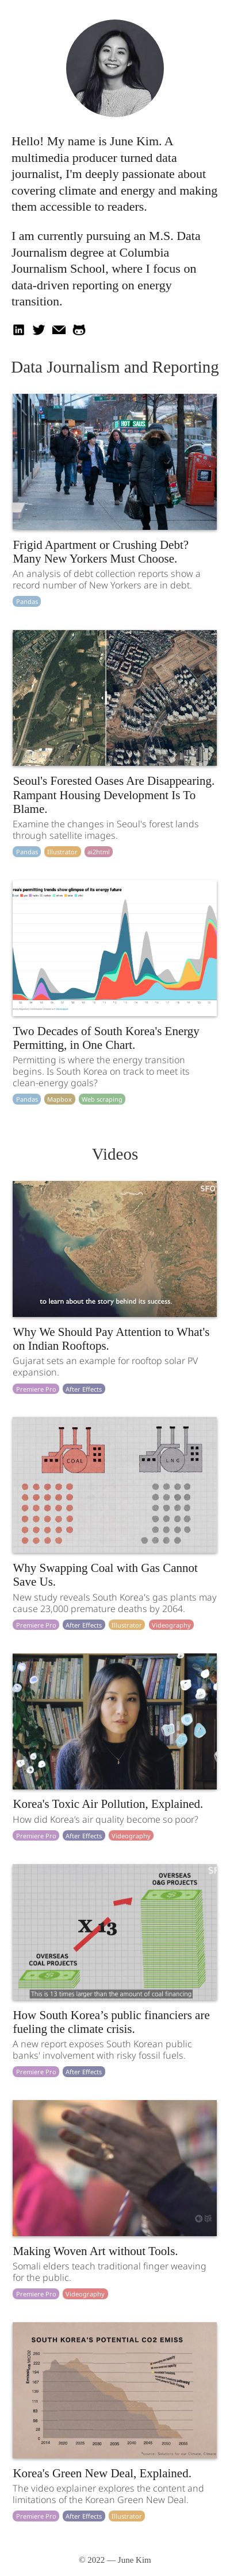 Hello! My name is June Kim. A
multimedia producer turned data
journalist, I'm deeply passionate about
covering climate and energy and making
them accessible to readers.
I am currently pursuing an M.S. Data
Journalism degree at Columbia
Journalism School, where I focus on
data-driven reporting on energy
transition.
Data Journalism and Reporting
HOT SALE
Frigid Apartment or Crushing Debt?
Many New Yorkers Must Choose.
An analysis of debt collection reports show a
record number of New Yorkers are in debt.
Pandas
Seoul's Forested Oases Are Disappearing.
Rampant Housing Development Is To
Blame.
Examine the changes in Seoul's forest lands
through satellite images.
Pandas Illustrator ai2html
rea's permitting trends show glimpse of its energy future
Two Decades of South Korea's Energy
Permitting, in One Chart.
Permitting is where the energy transition
begins. Is South Korea on track to meet its
clean-energy goals?
Pandas Mapbox Web scraping
Videos
SFO
to learn about the story behind its success.
Why We Should Pay Attention to What's
on Indian Rooftops.
Gujarat sets an example for rooftop solar PV
expansion.
Premiere Pro After Effects
COAL LNG
Why Swapping Coal with Gas Cannot
Save Us.
New study reveals South Korea's gas plants may
cause 23,000 premature deaths by 2064.
Premiere Pro After Effects Illustrator Videography
Korea's Toxic Air Pollution, Explained.
How did Korea's air quality become so poor?
Premiere Pro After Effects Videography
SF
OVERSEAS
O&G PROJECTS
X 13
OVERSEAS
COAL PROJECTS
This is 13 times larger than the amount of coal financing
How South Korea's public financiers are
fueling the climate crisis.
A new report exposes South Korean public
banks' involvement with risky fossil fuels.
Premiere Pro After Effects
Making Woven Art without Tools.
Somali elders teach traditional finger weaving
for the public.
Premiere Pro Videography
SOUTH KOREA'S POTENTIAL CO2 EMISS
Korea's Green New Deal, Explained.
The video explainer explores the content and
limitations of the Korean Green New Deal.
Premiere Pro After Effects Illustrator
© 2022 — June Kim